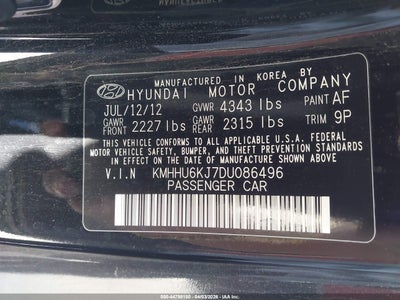 MANUFACTURED IN KOREA BY
HYUNDAI MOTOR COMPANY
JUL/12/12 GVWR 4343 lbs PAINT AF
GAWR FRONT 2227 lbs GAWR REAR 2315 lbs TRIM 9P
THIS VEHICLE CONFORMS TO ALL APPLICABLE U.S.A. FEDERAL
MOTOR VEHICLE SAFETY, BUMPER, AND THEFT PREVENTION
STANDARDS IN EFFECT ON THE DATE OF MANUFACTURE SHOWN ABOVE.
V.I.N KMHHU6KJ7DU086496
PASSENGER CAR